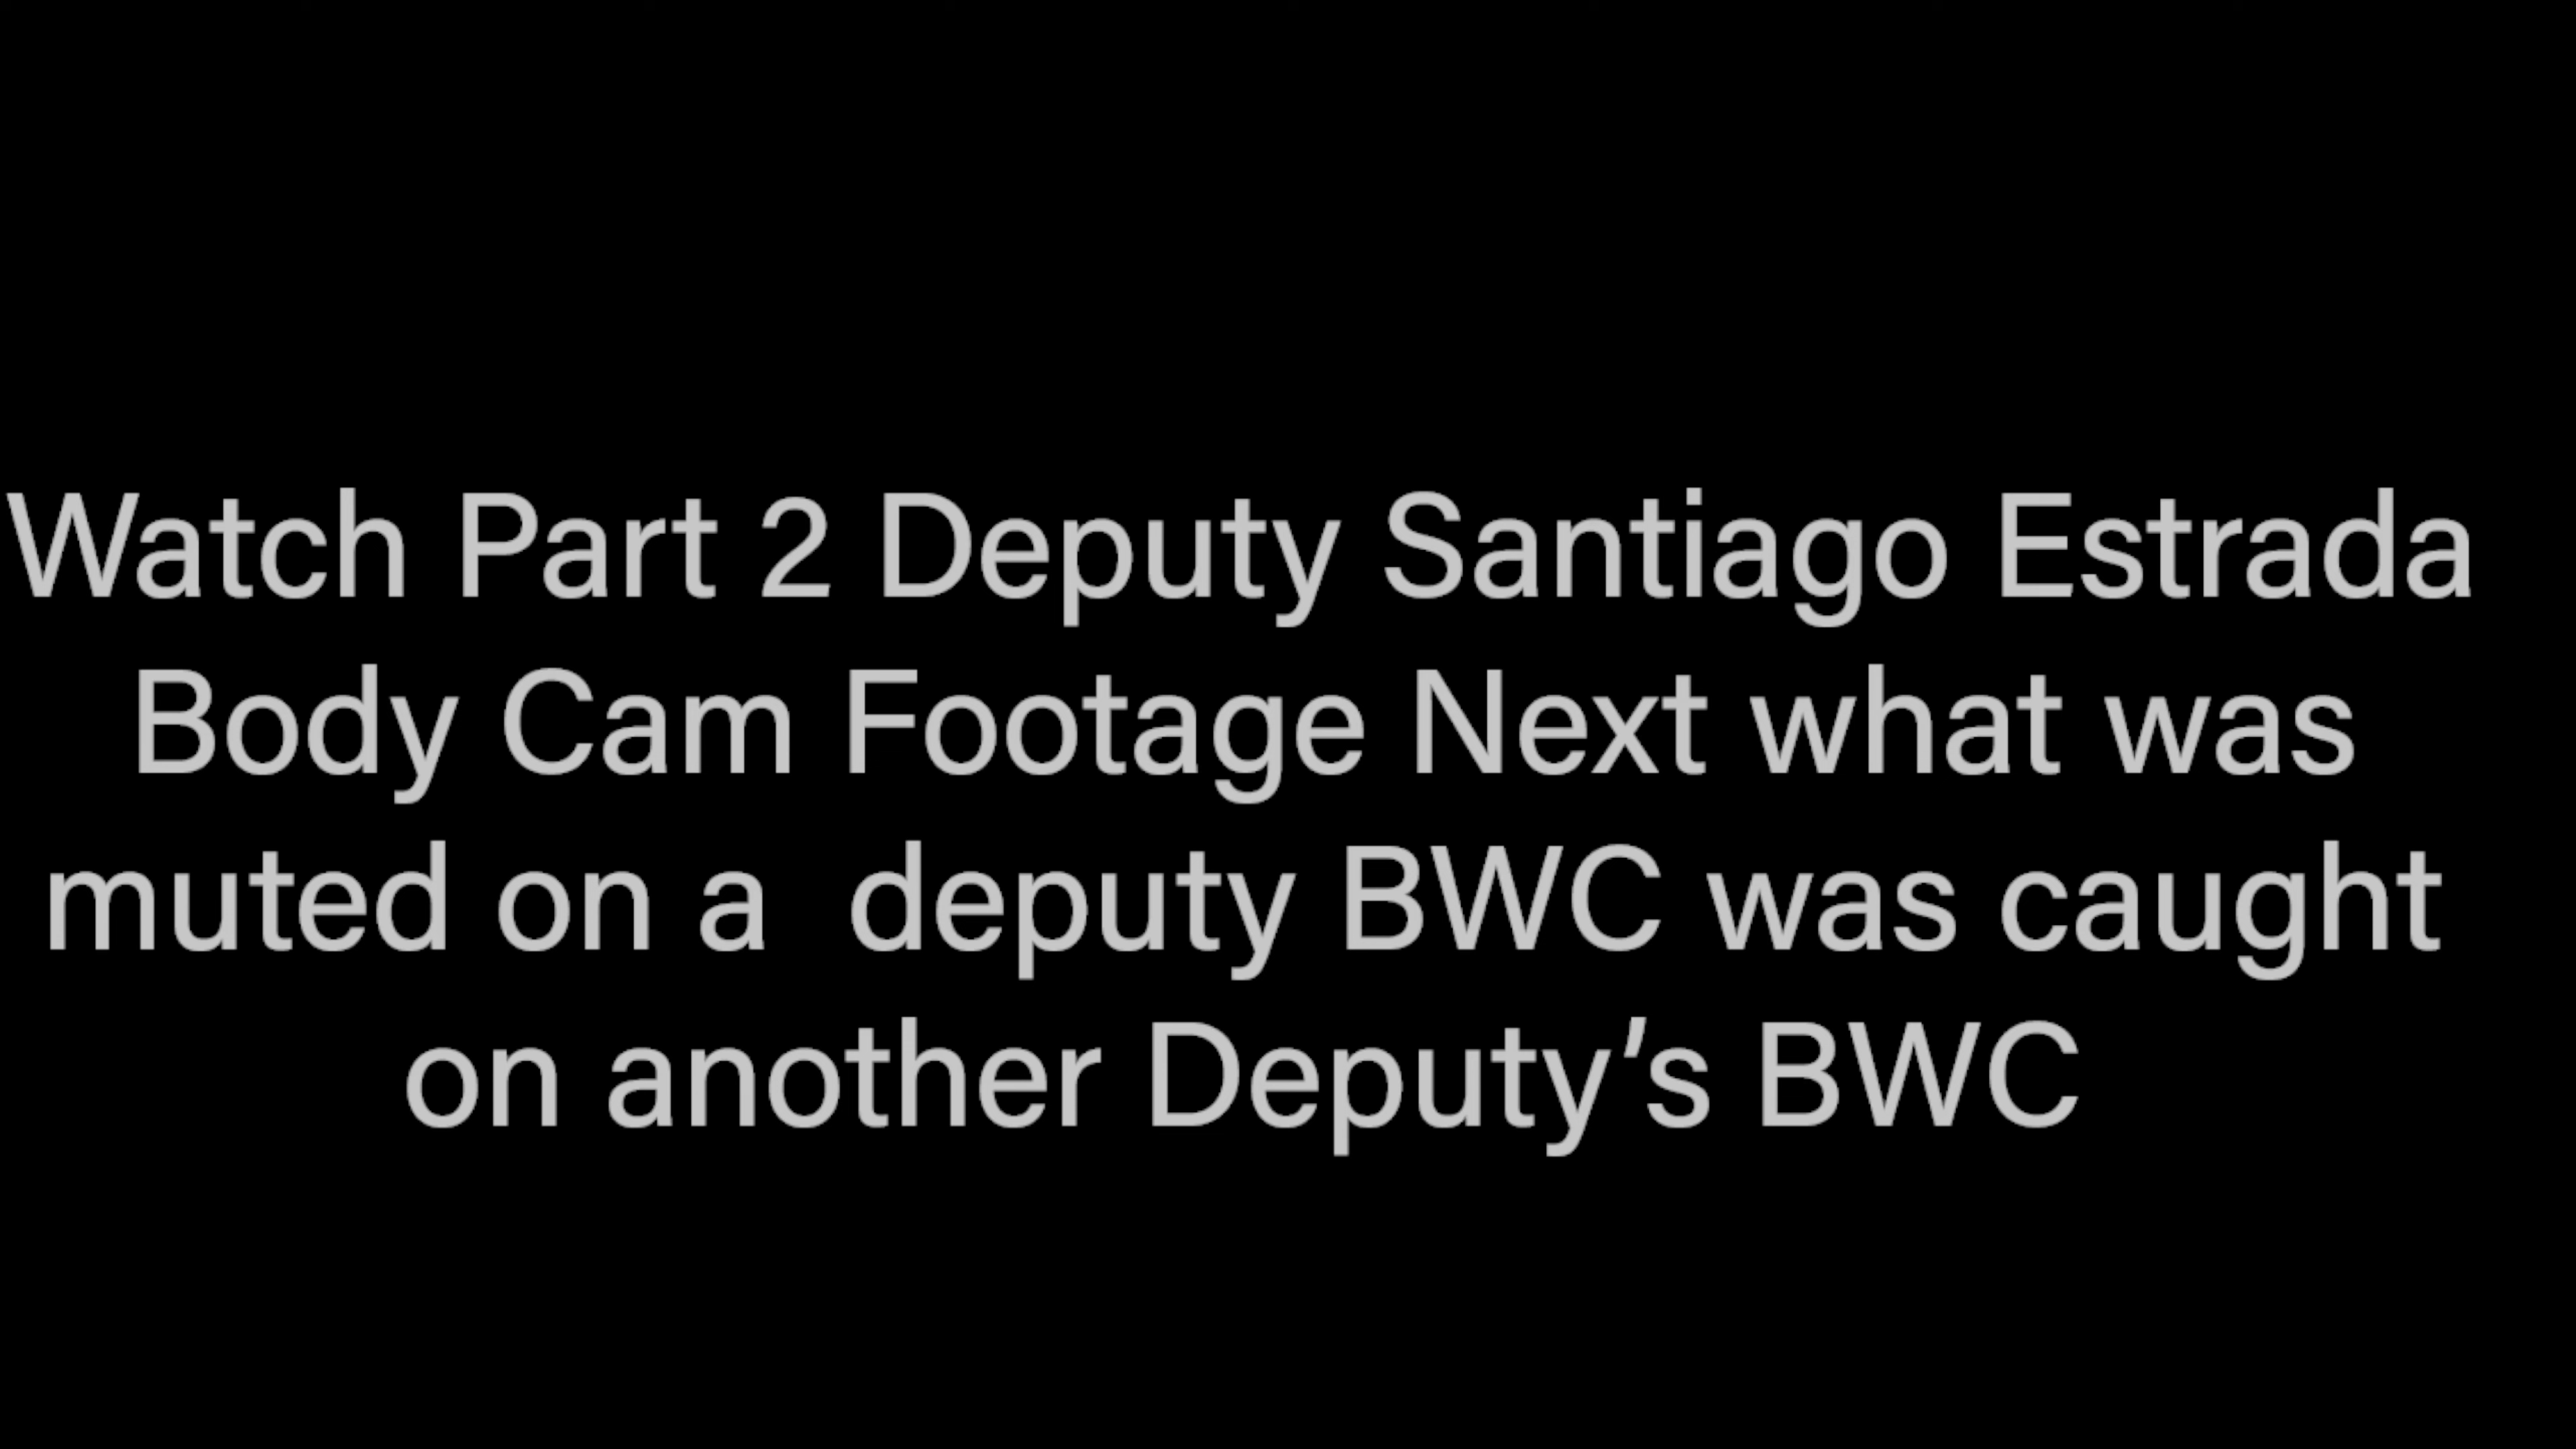 Watch Part 2 Deputy Santiago Estrada
Body Cam Footage Next what was
muted on a  deputy BWC was caught
on another Deputy’s BWC